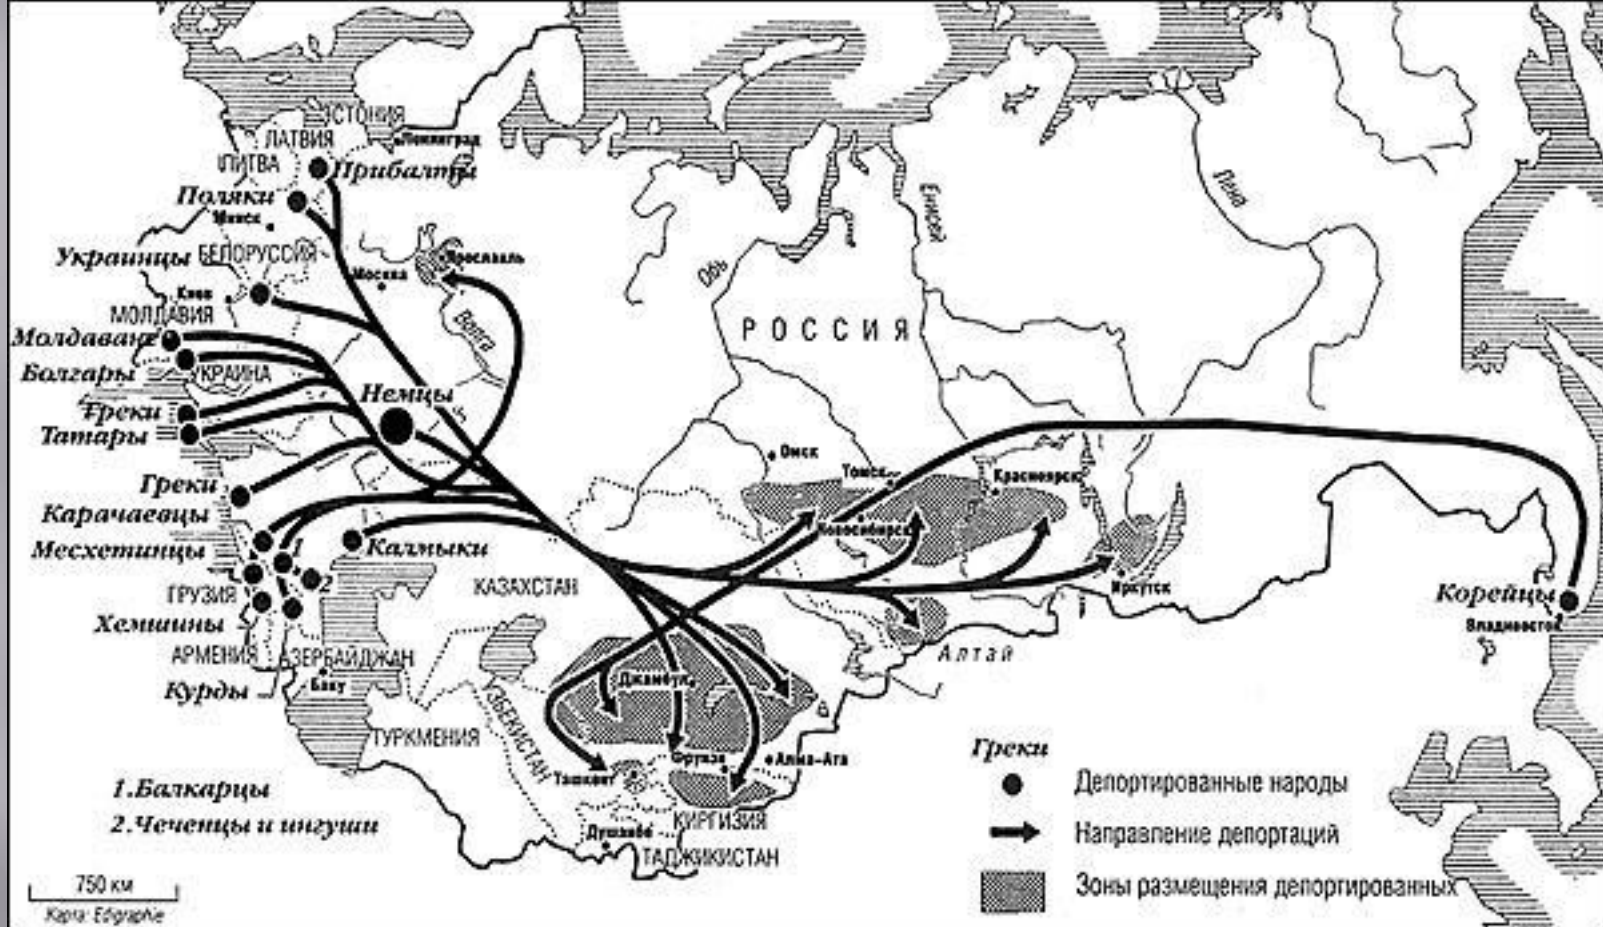 ЭСТОНИЯ
Ленинград
ЛАТВИЯ
ЛИТВА
Прибалты
Поляки
Минск
Украинцы
БЕЛОРУССИЯ
Ярославль
Москва
Киев
МОЛДАВИЯ
Волга
Молдаване
Болгары
УКРАИНА
Немцы
Греки
Татары
Греки
Карачаевцы
Месхетинцы
1
2
Калмыки
ГРУЗИЯ
Хемшины
АРМЕНИЯ
АЗЕРБАЙДЖАН
Курды
Баку
КАЗАХСТАН
ТУРКМЕНИЯ
УЗБЕКИСТАН
Джамбул
Ташкент
Фрунзе
Алма-Ата
КИРГИЗИЯ
Душанбе
ТАДЖИКИСТАН
Обь
Енисей
Лина
РОССИЯ
Омск
Томск
Красноярск
Новосибирск
Иркутск
Алтай
Корейцы
Владивосток
1.Балкарцы
2.Чеченцы и ингуши
750 км
Карта: Edigraphie
Греки
Депортированные народы
Направление депортаций
Зоны размещения депортированных